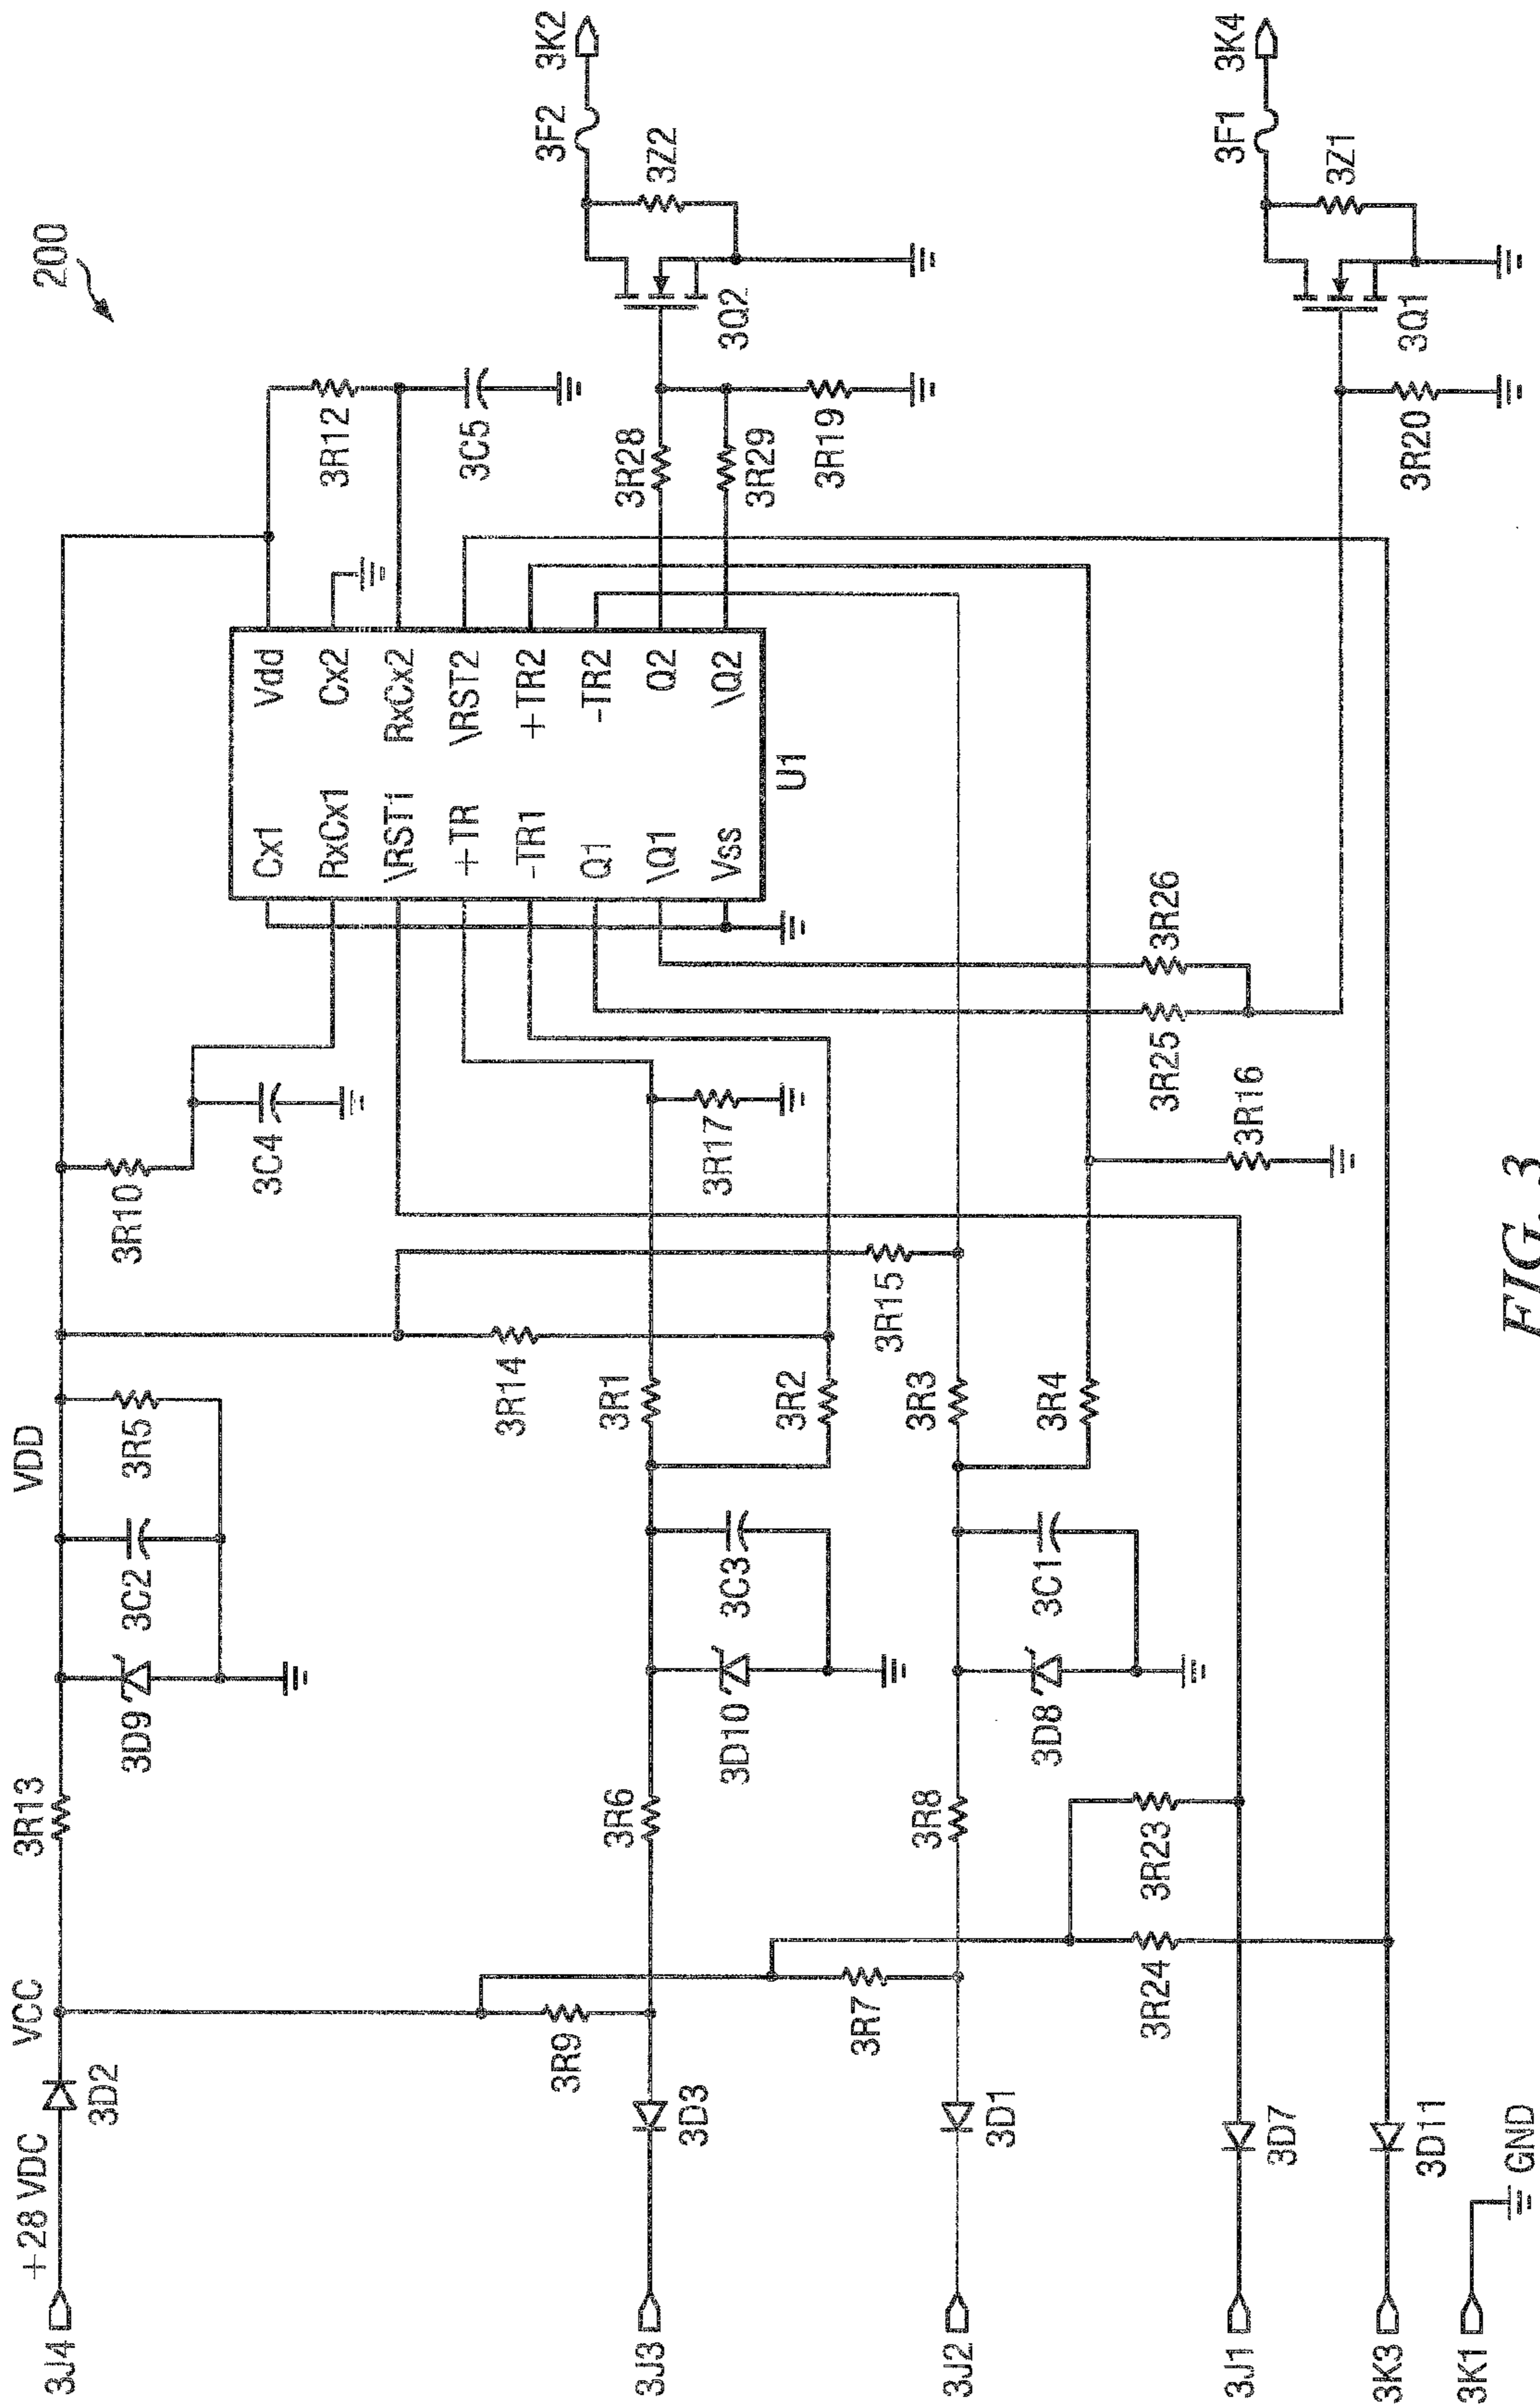 200
+28 VDC
VCC
VDD
3J4
3D2
3R13
3D9
3C2
3R5
3R10
3C4
3R12
3C5
Cx1
RxCx1
\RST1
+TR
-TR1
Q1
\Q1
Vss
Vdd
Cx2
RxCx2
\RST2
+TR2
-TR2
Q2
\Q2
U1
3R28
3R29
3R19
3Q2
3F2
3K2
3Z2
3J3
3D3
3R9
3R6
3D10
3C3
3R14
3R1
3R2
3R17
3R15
3J2
3D1
3R7
3R8
3D8
3C1
3R3
3R4
3R16
3R25
3R26
3J1
3D7
3R24
3R23
3K3
3D11
3R20
3Q1
3F1
3K4
3Z1
3K1
GND
FIG. 3